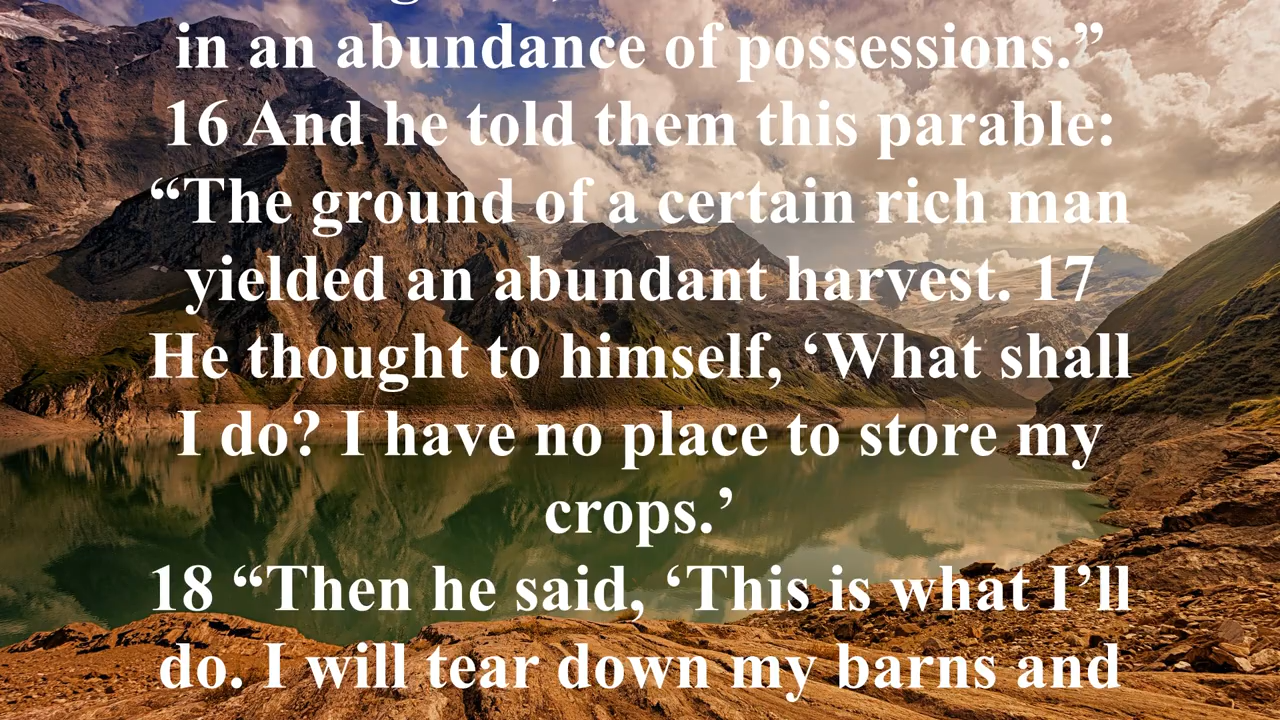 in an abundance of possessions.”
16 And he told them this parable:
“The ground of a certain rich man
yielded an abundant harvest. 17
He thought to himself, ‘What shall
I do? I have no place to store my
crops.’
18 “Then he said, ‘This is what I’ll
do. I will tear down my barns and